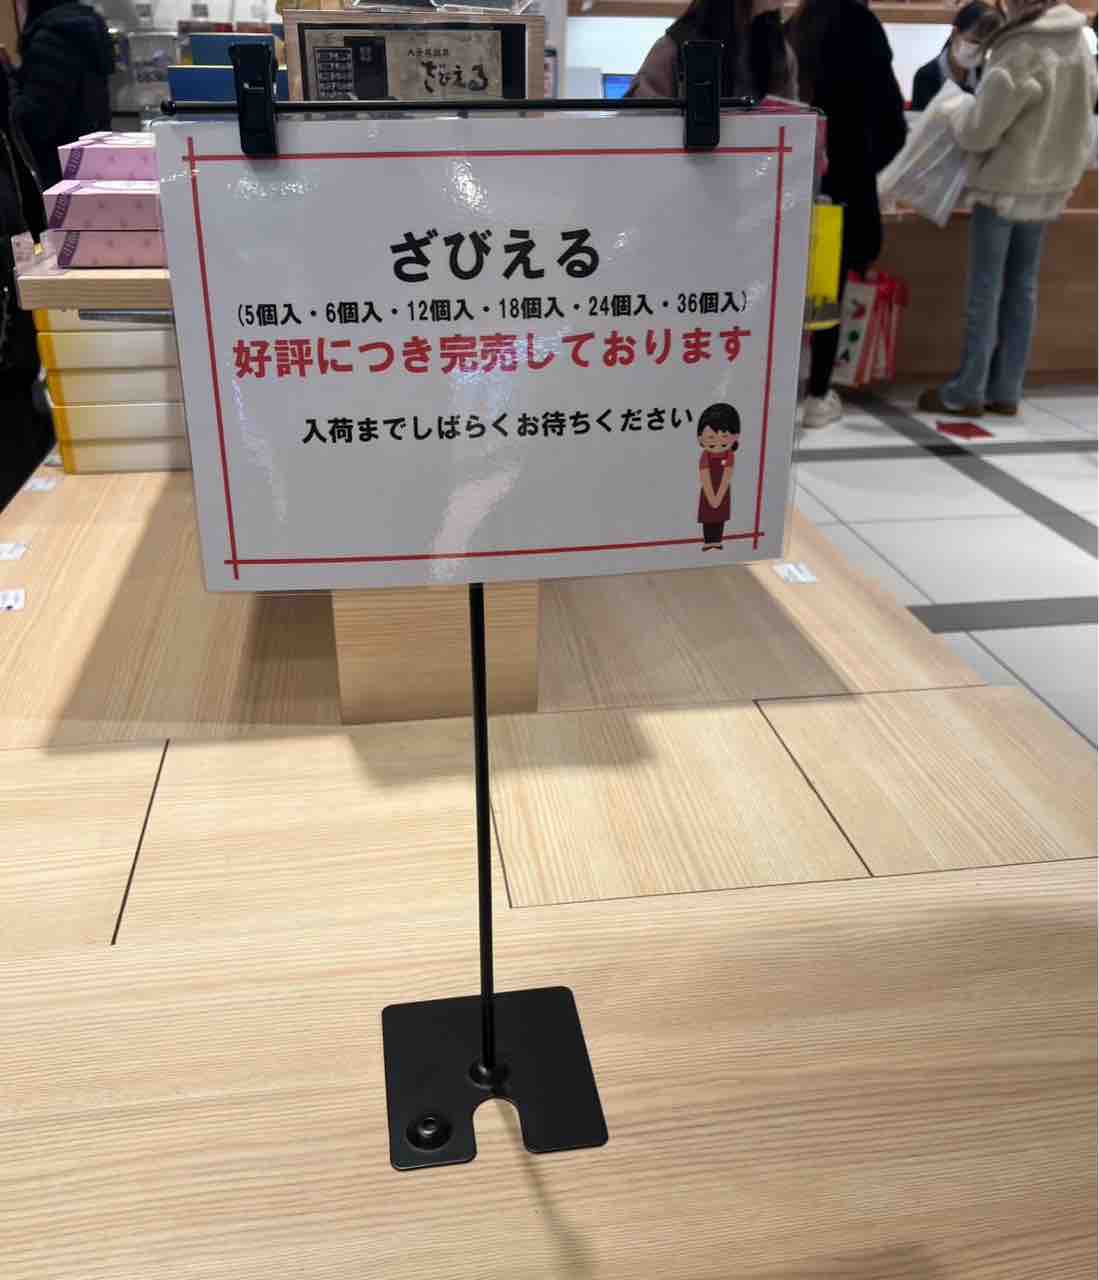 ざびえる
ざびえる
(5個入・6個入・12個入・18個入・24個入・36個入)
好評につき完売しております
入荷までしばらくお待ちください